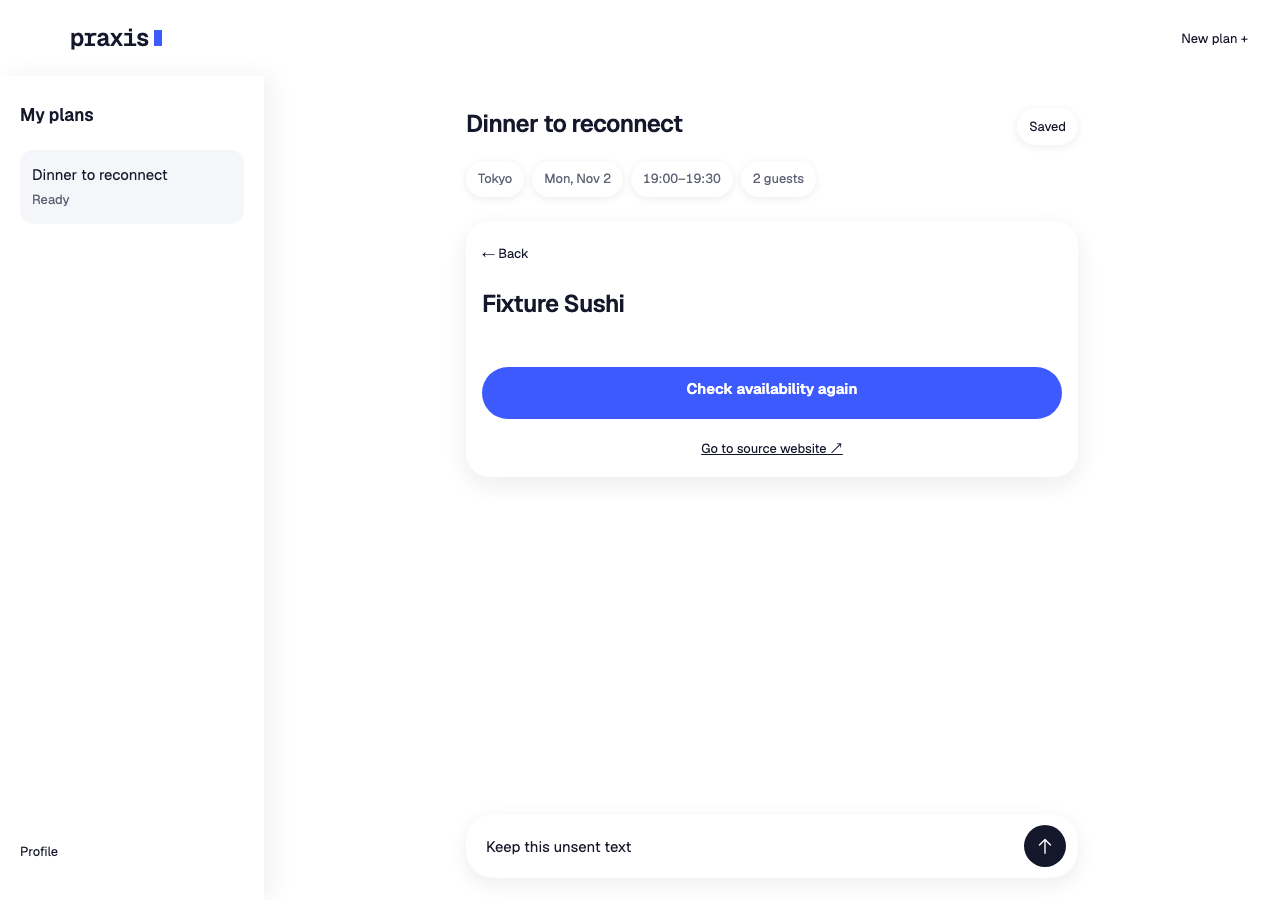 praxis
New plan +
My plans
Dinner to reconnect
Ready
Profile
Dinner to reconnect
Saved
Tokyo
Mon, Nov 2
19:00–19:30
2 guests
← Back
Fixture Sushi
Check availability again
Go to source website ↗
Keep this unsent text